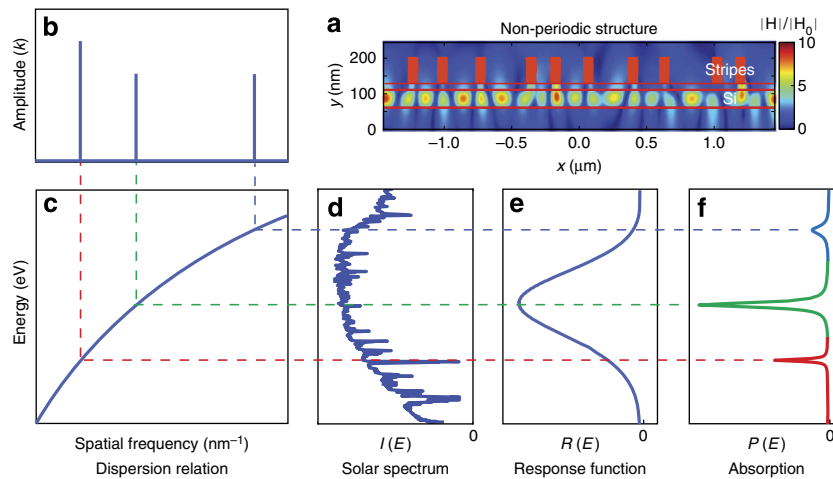 a
Non-periodic structure
|H|/|H0|
200
100
0
y (nm)
Stripes
Si
−1.0
−0.5
0.0
0.5
1.0
x (μm)
10
5
0
b
Amplitude (k)
c
Energy (eV)
Spatial frequency (nm−1)
Dispersion relation
d
0
I (E)
Solar spectrum
e
0
R (E)
Response function
f
0
P (E)
Absorption